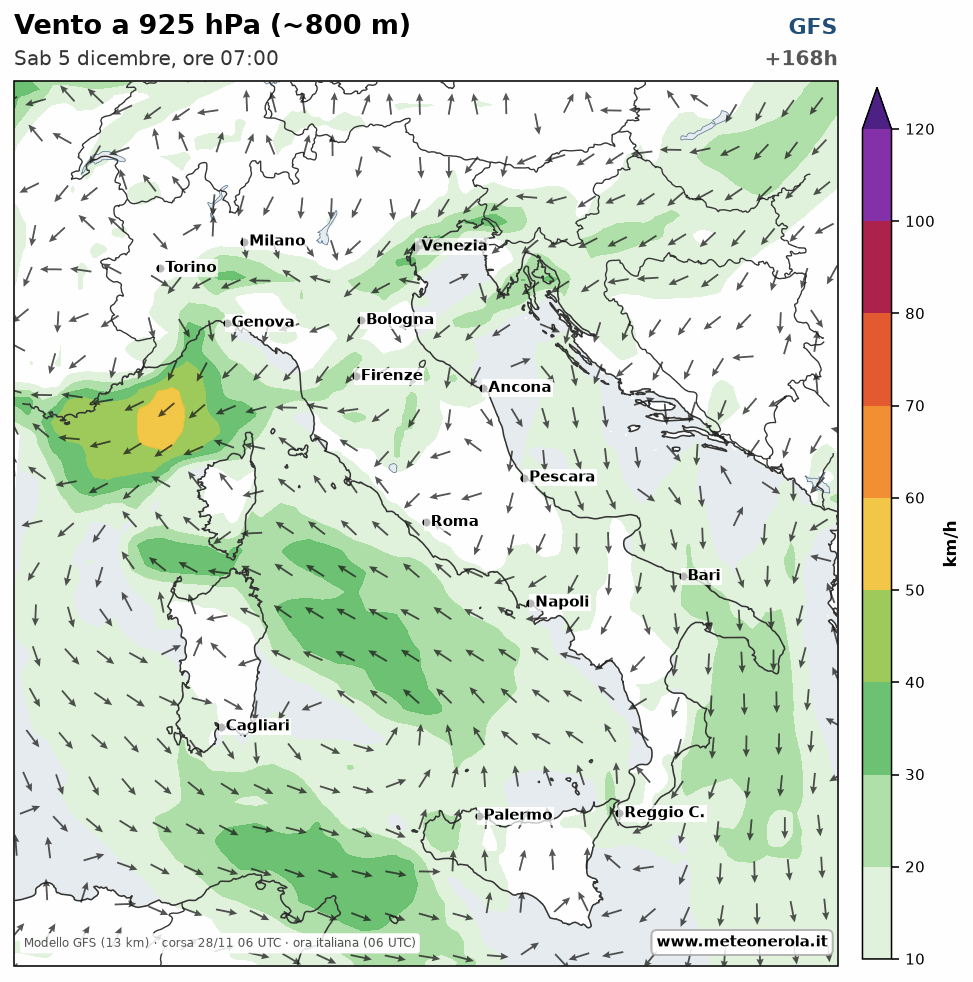 Vento a 925 hPa (~800 m)
GFS
Sab 5 dicembre, ore 07:00
+168h
Milano
Venezia
Torino
Genova
Bologna
Firenze
Ancona
Pescara
Roma
Bari
Napoli
Cagliari
Palermo
Reggio C.
Modello GFS (13 km) · corsa 28/11 06 UTC · ora italiana (06 UTC)
www.meteonerola.it
120
100
80
70
60
50
40
30
20
10
km/h